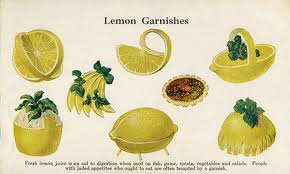 Lemon Garnishes
Fresh lemon juice is an aid to digestion when used on fish, game, meats, vegetables and salads. People
with jaded appetites who ought to eat are often tempted by a garnish.